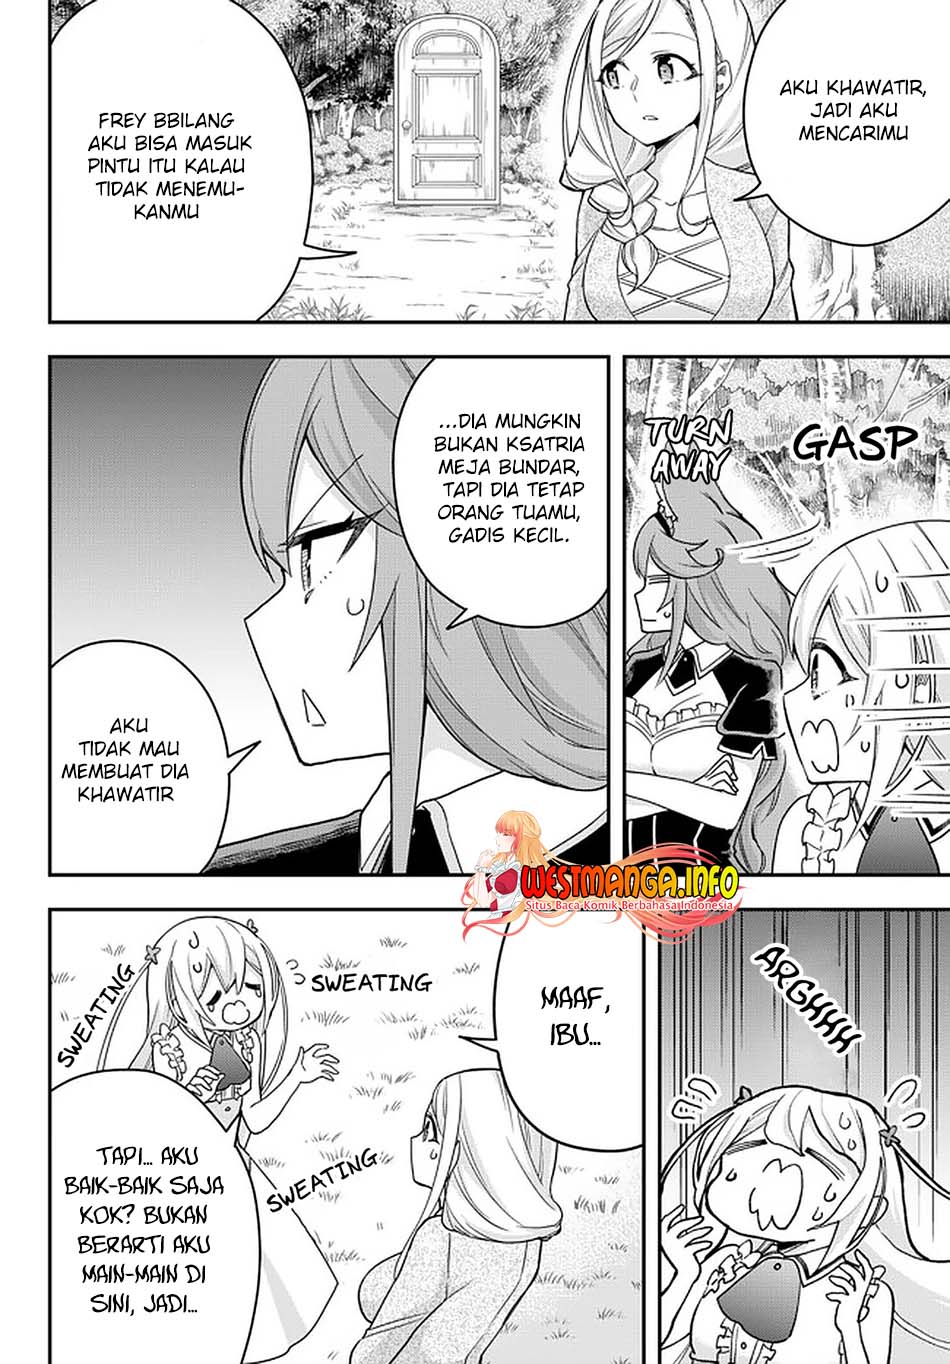 AKU KHAWATIR,
JADI AKU
MENCARIMU
FREY BBILANG
AKU BISA MASUK
PINTU ITU KALAU
TIDAK MENEMU-
KANMU
GASP
TURN
AWAY
...DIA MUNGKIN
BUKAN KSATRIA
MEJA BUNDAR,
TAPI DIA TETAP
ORANG TUAMU,
GADIS KECIL.
AKU
TIDAK MAU
MEMBUAT DIA
KHAWATIR
WESTMANGA.INFO
Situs Baca Komik Berbahasa Indonesia
ARGHHH
MAAF,
IBU...
SWEATING
SWEATING
SWEATING
TAPI... AKU
BAIK-BAIK SAJA
KOK? BUKAN
BERARTI AKU
MAIN-MAIN DI
SINI, JADI...